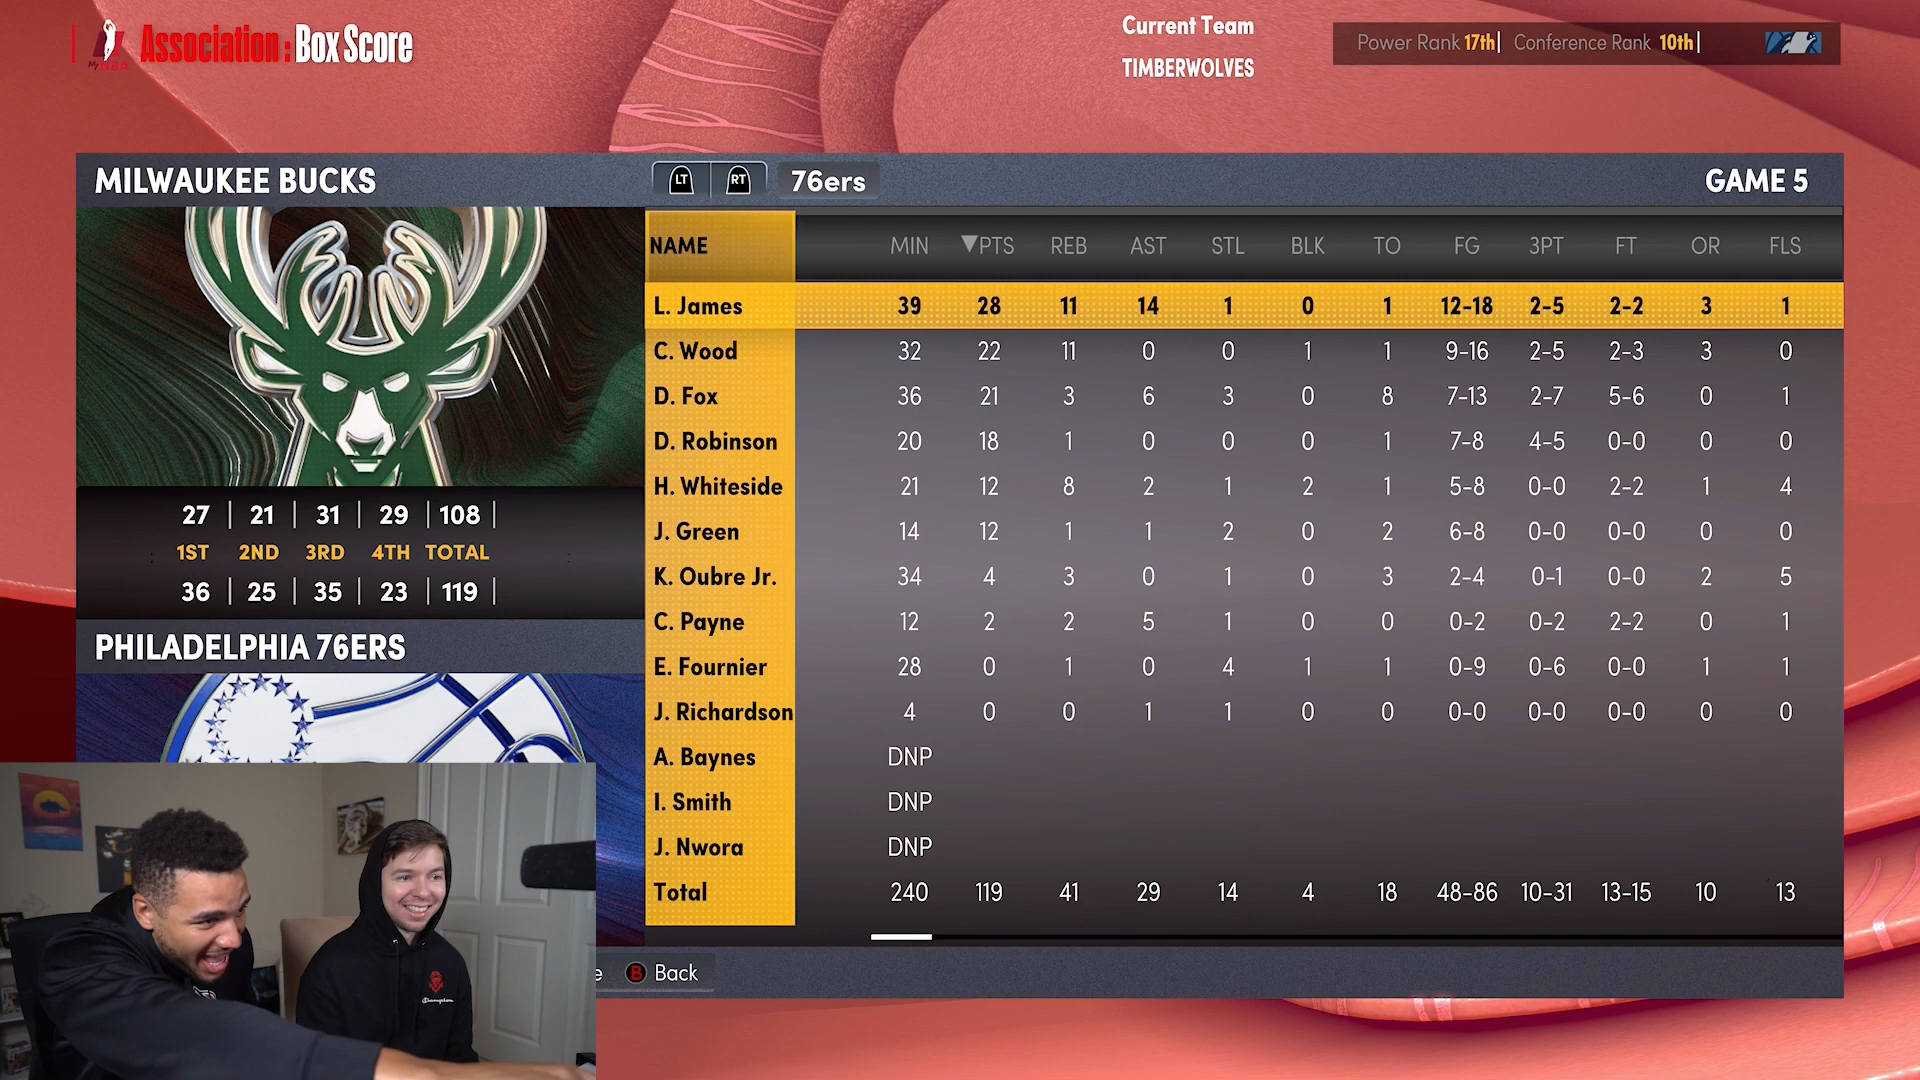 Association : Box Score
Current Team
TIMBERWOLVES
Power Rank 17th| Conference Rank 10th|
MILWAUKEE BUCKS
LT RT 76ers
GAME 5
NAME MIN ▼PTS REB AST STL BLK TO FG 3PT FT OR FLS
L. James 39 28 11 14 1 0 1 12-18 2-5 2-2 3 1
C. Wood 32 22 11 0 0 1 1 9-16 2-5 2-3 3 0
D. Fox 36 21 3 6 3 0 8 7-13 2-7 5-6 0 1
D. Robinson 20 18 1 0 0 0 1 7-8 4-5 0-0 0 0
H. Whiteside 21 12 8 2 1 2 1 5-8 0-0 2-2 1 4
J. Green 14 12 1 1 2 0 2 6-8 0-0 0-0 0 0
K. Oubre Jr. 34 4 3 0 1 0 3 2-4 0-1 0-0 2 5
C. Payne 12 2 2 5 1 0 0 0-2 0-2 2-2 0 1
E. Fournier 28 0 1 0 4 1 1 0-9 0-6 0-0 1 1
J. Richardson 4 0 0 1 1 0 0 0-0 0-0 0-0 0 0
A. Baynes DNP
I. Smith DNP
J. Nwora DNP
Total 240 119 41 29 14 4 18 48-86 10-31 13-15 10 13
27 | 21 | 31 | 29 | 108 |
1ST 2ND 3RD 4TH TOTAL
36 | 25 | 35 | 23 | 119 |
PHILADELPHIA 76ERS
e B Back
Champion